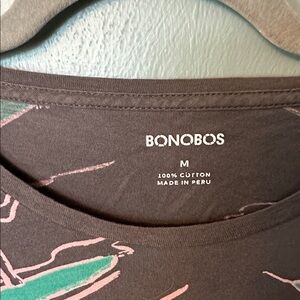 BONOBOS
M
100% COTTON
MADE IN PERU